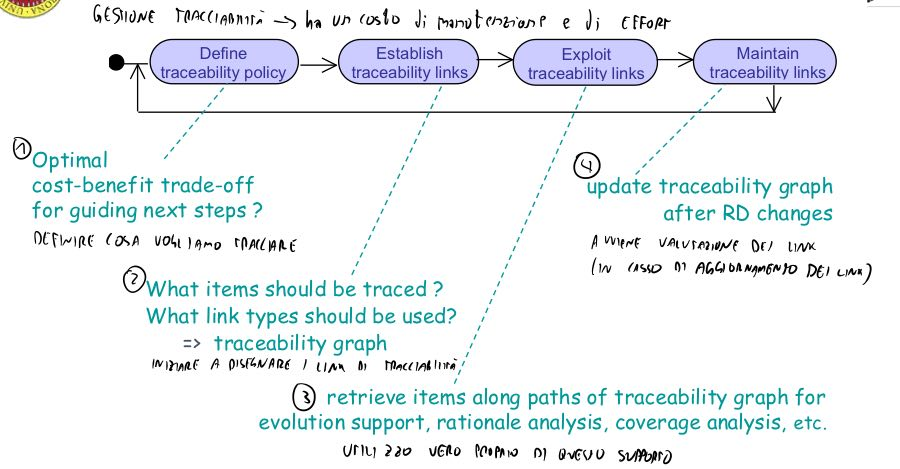 GESTIONE TRACCIABILITÀ → ha un costo di manutenzione e di EFFORT
Define
traceability policy
Establish
traceability links
Exploit
traceability links
Maintain
traceability links
1
Optimal
cost-benefit trade-off
for guiding next steps ?
DEFINIRE COSA VOGLIAMO TRACCIARE
2
What items should be traced ?
What link types should be used?
=> traceability graph
INIZIARE A DISEGNARE I LINK DI TRACCIABILITÀ
3 retrieve items along paths of traceability graph for
evolution support, rationale analysis, coverage analysis, etc.
UTILIZZO VERO PROPRIO DI QUESTO SUPPORTO
4
update traceability graph
after RD changes
AVVIENE VALUTAZIONE DEI LINK
(IN CASSO DI AGGIORNAMENTO DEI LINK)